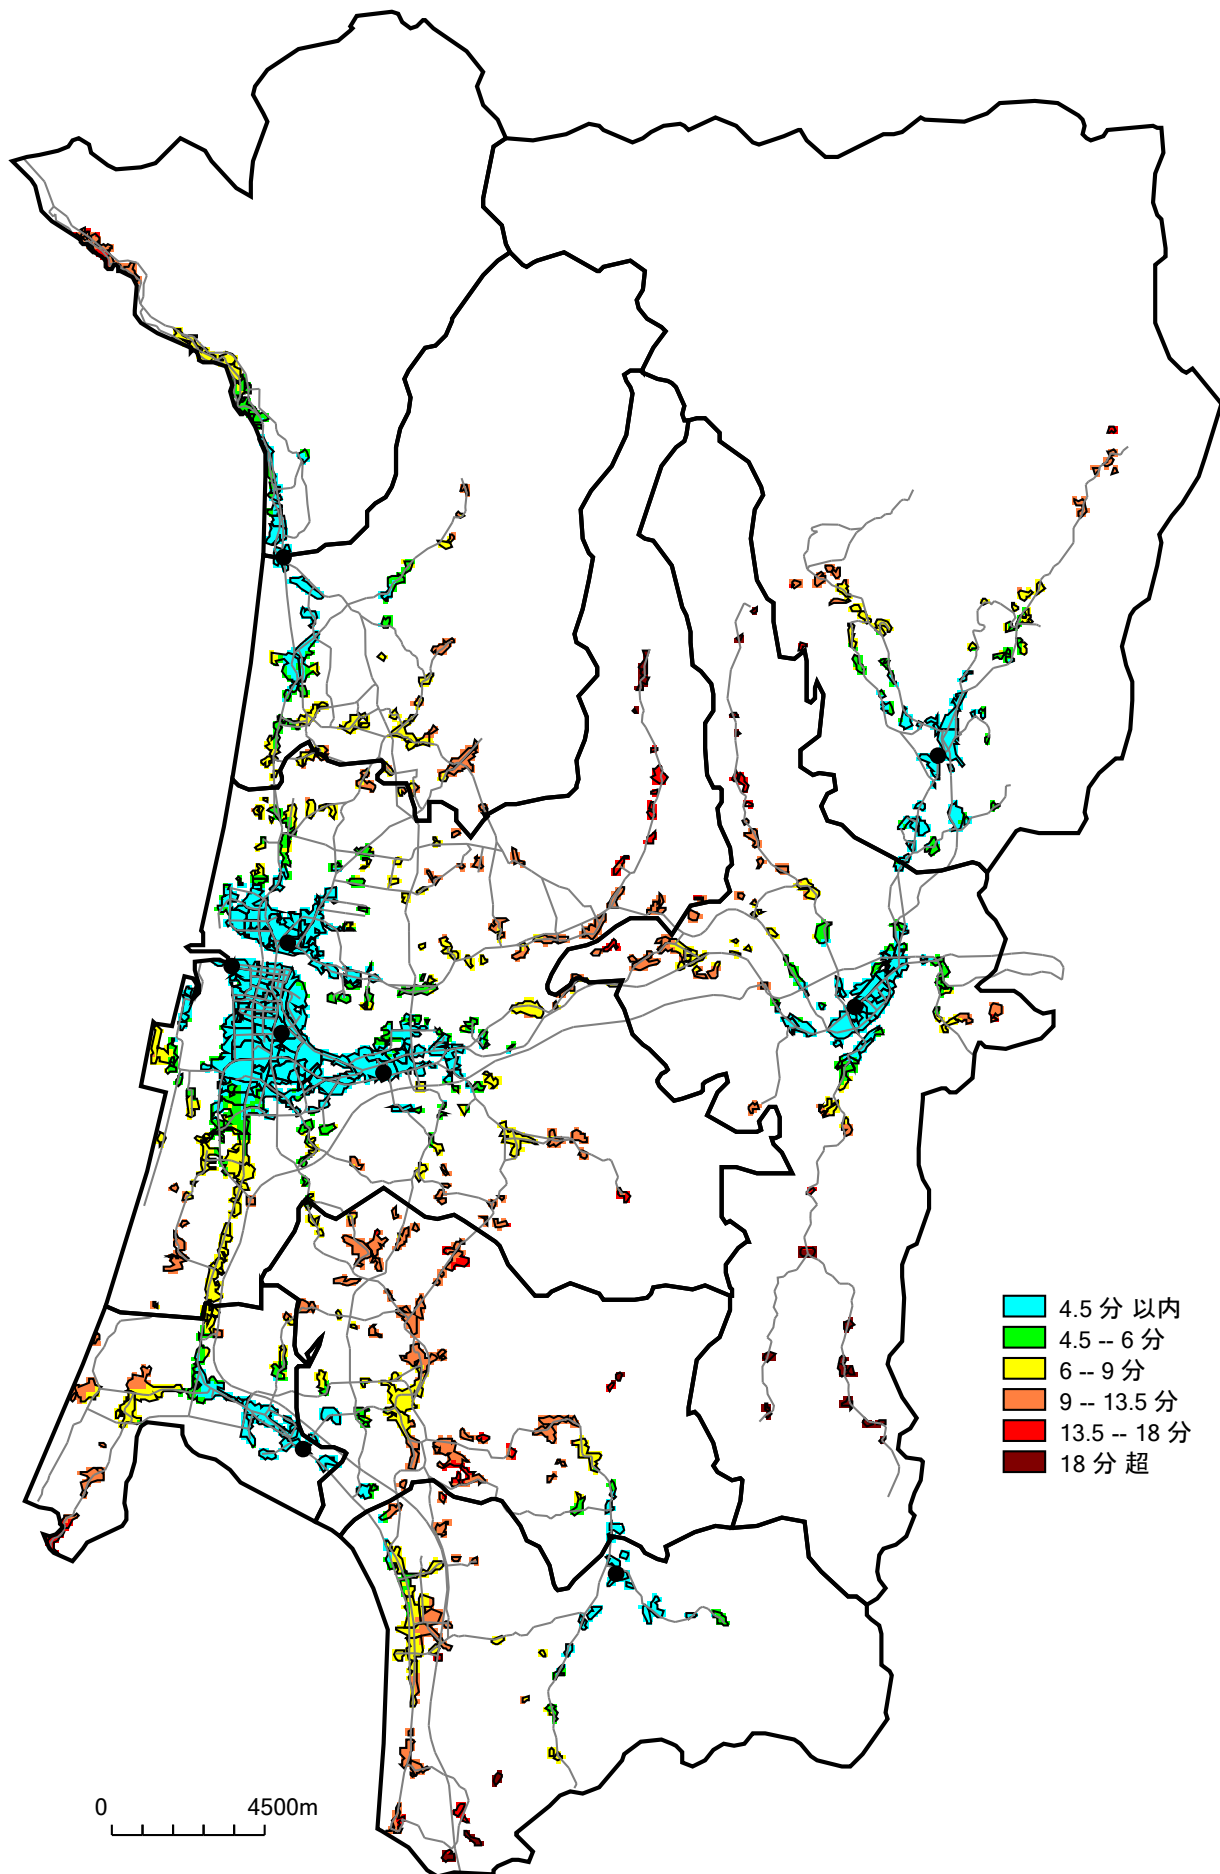 4.5 分 以内
4.5 -- 6 分
6 -- 9 分
9 -- 13.5 分
13.5 -- 18 分
18 分 超
0 4500m